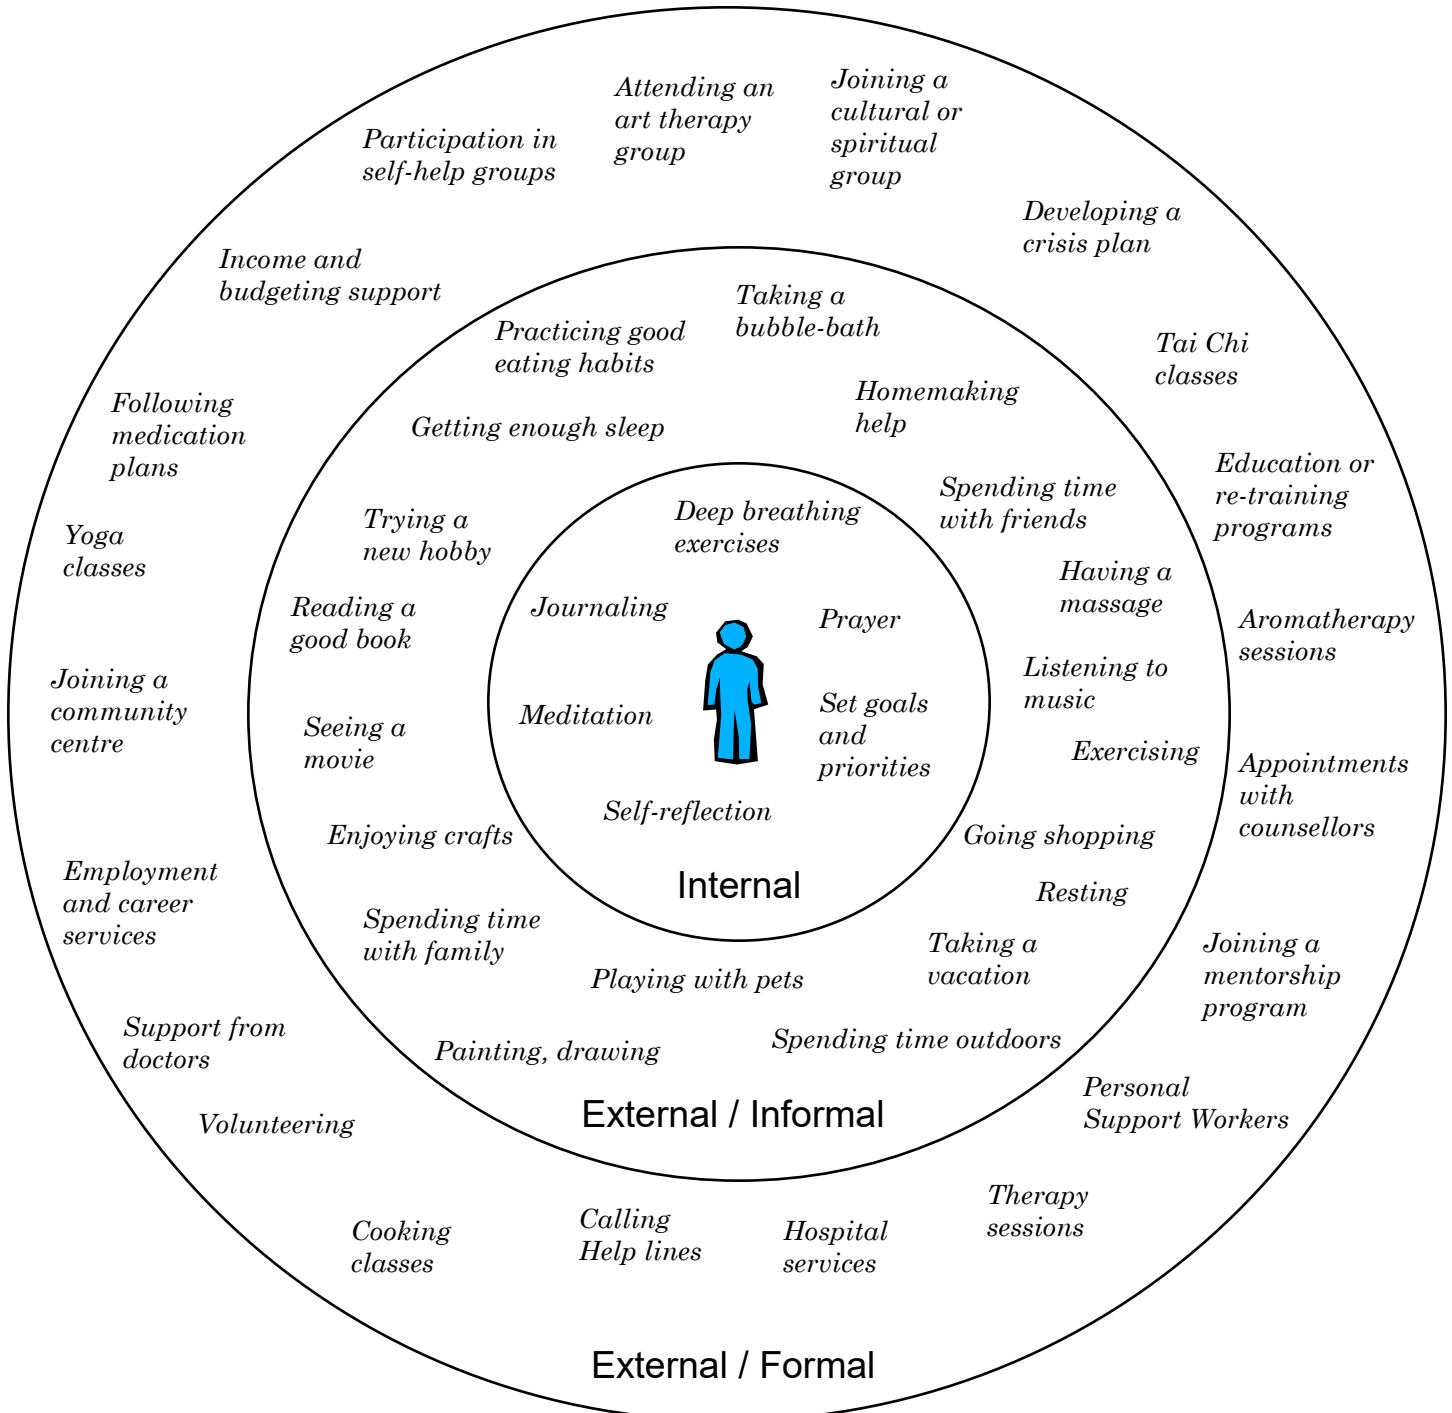 Joining a
cultural or
spiritual
group
Attending an
art therapy
group
Participation in
self-help groups
Developing a
crisis plan
Income and
budgeting support
Taking a
bubble-bath
Practicing good
eating habits
Tai Chi
classes
Homemaking
help
Following
medication
plans
Getting enough sleep
Education or
re-training
programs
Spending time
with friends
Deep breathing
exercises
Trying a
new hobby
Yoga
classes
Having a
massage
Reading a
good book
Journaling
Prayer
Aromatherapy
sessions
Listening to
music
Joining a
community
centre
Meditation
Set goals
and
priorities
Seeing a
movie
Exercising
Appointments
with
counsellors
Self-reflection
Enjoying crafts
Going shopping
Internal
Employment
and career
services
Resting
Spending time
with family
Taking a
vacation
Joining a
mentorship
program
Playing with pets
Support from
doctors
Painting, drawing
Spending time outdoors
Personal
Support Workers
External / Informal
Volunteering
Therapy
sessions
Calling
Help lines
Cooking
classes
Hospital
services
External / Formal